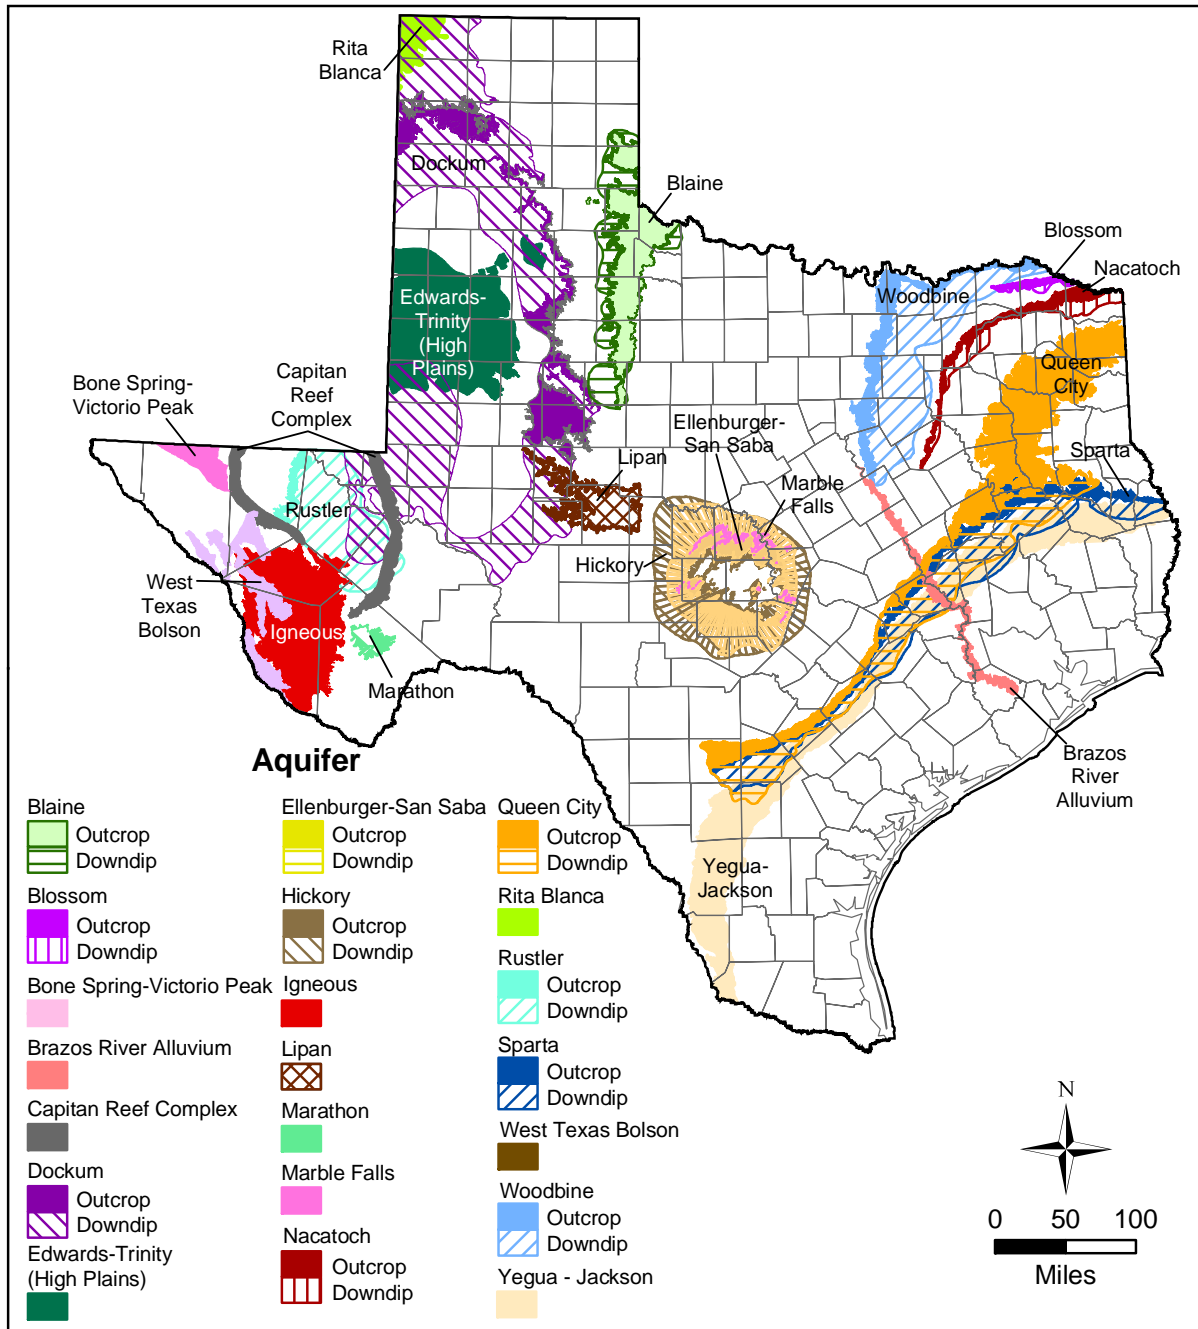 Rita
Blanca
Dockum
Blaine
Blossom
Nacatoch
Woodbine
Edwards-
Trinity
(High
Plains)
Queen
City
Bone Spring-
Victorio Peak
Capitan
Reef
Complex
Ellenburger-
San Saba
Sparta
Lipan
Marble
Falls
Rustler
Hickory
West
Texas
Bolson
Igneous
Marathon
Brazos
River
Alluvium
Yegua-
Jackson
Aquifer
Blaine
Outcrop
Downdip
Blossom
Outcrop
Downdip
Bone Spring-Victorio Peak
Brazos River Alluvium
Capitan Reef Complex
Dockum
Outcrop
Downdip
Edwards-Trinity
(High Plains)
Ellenburger-San Saba
Outcrop
Downdip
Hickory
Outcrop
Downdip
Igneous
Lipan
Marathon
Marble Falls
Nacatoch
Outcrop
Downdip
Queen City
Outcrop
Downdip
Rita Blanca
Rustler
Outcrop
Downdip
Sparta
Outcrop
Downdip
West Texas Bolson
Woodbine
Outcrop
Downdip
Yegua - Jackson
N
0 50 100
Miles